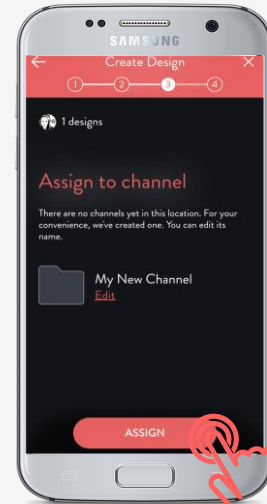 SAMSUNG
Create Design
1 2 3 4
1 designs
Assign to channel
There are no channels yet in this location. For your
convenience, we've created one. You can edit its
name.
My New Channel
Edit
ASSIGN